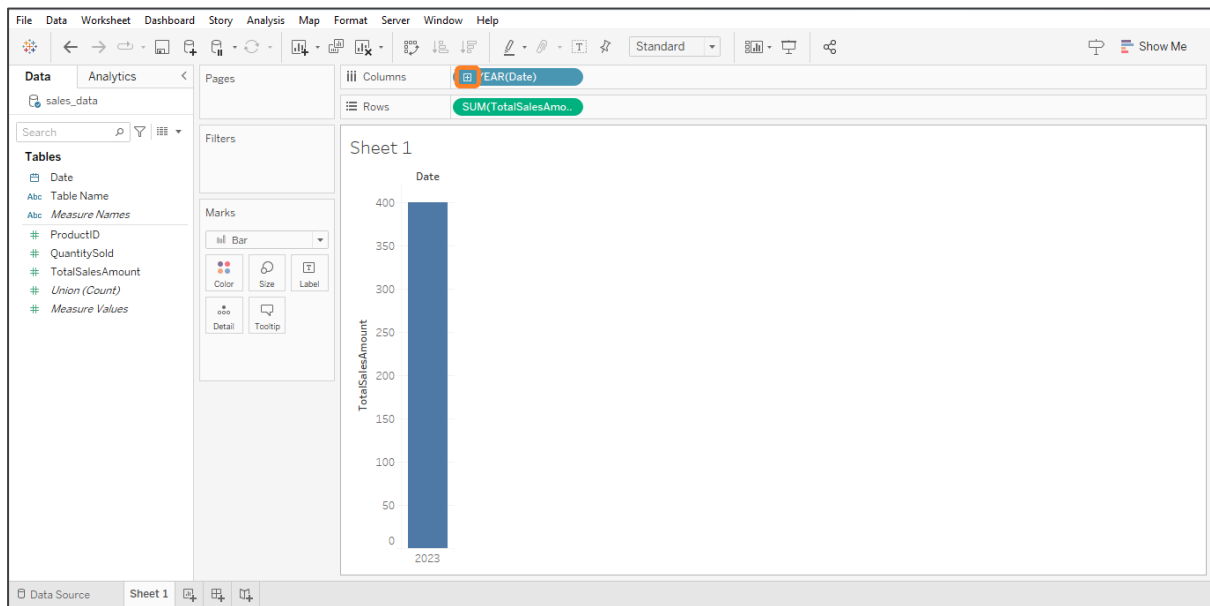 File Data Worksheet Dashboard Story Analysis Map Format Server Window Help
Standard
Show Me
Data Analytics
sales_data
Search
Tables
Date
Abc Table Name
Abc Measure Names
# ProductID
# QuantitySold
# TotalSalesAmount
# Union (Count)
# Measure Values
Pages
Filters
Marks
Bar
Color Size Label
Detail Tooltip
Columns
EAR(Date)
Rows
SUM(TotalSalesAmo..
Sheet 1
Date
TotalSalesAmount
400
350
300
250
200
150
100
50
0
2023
Data Source Sheet 1